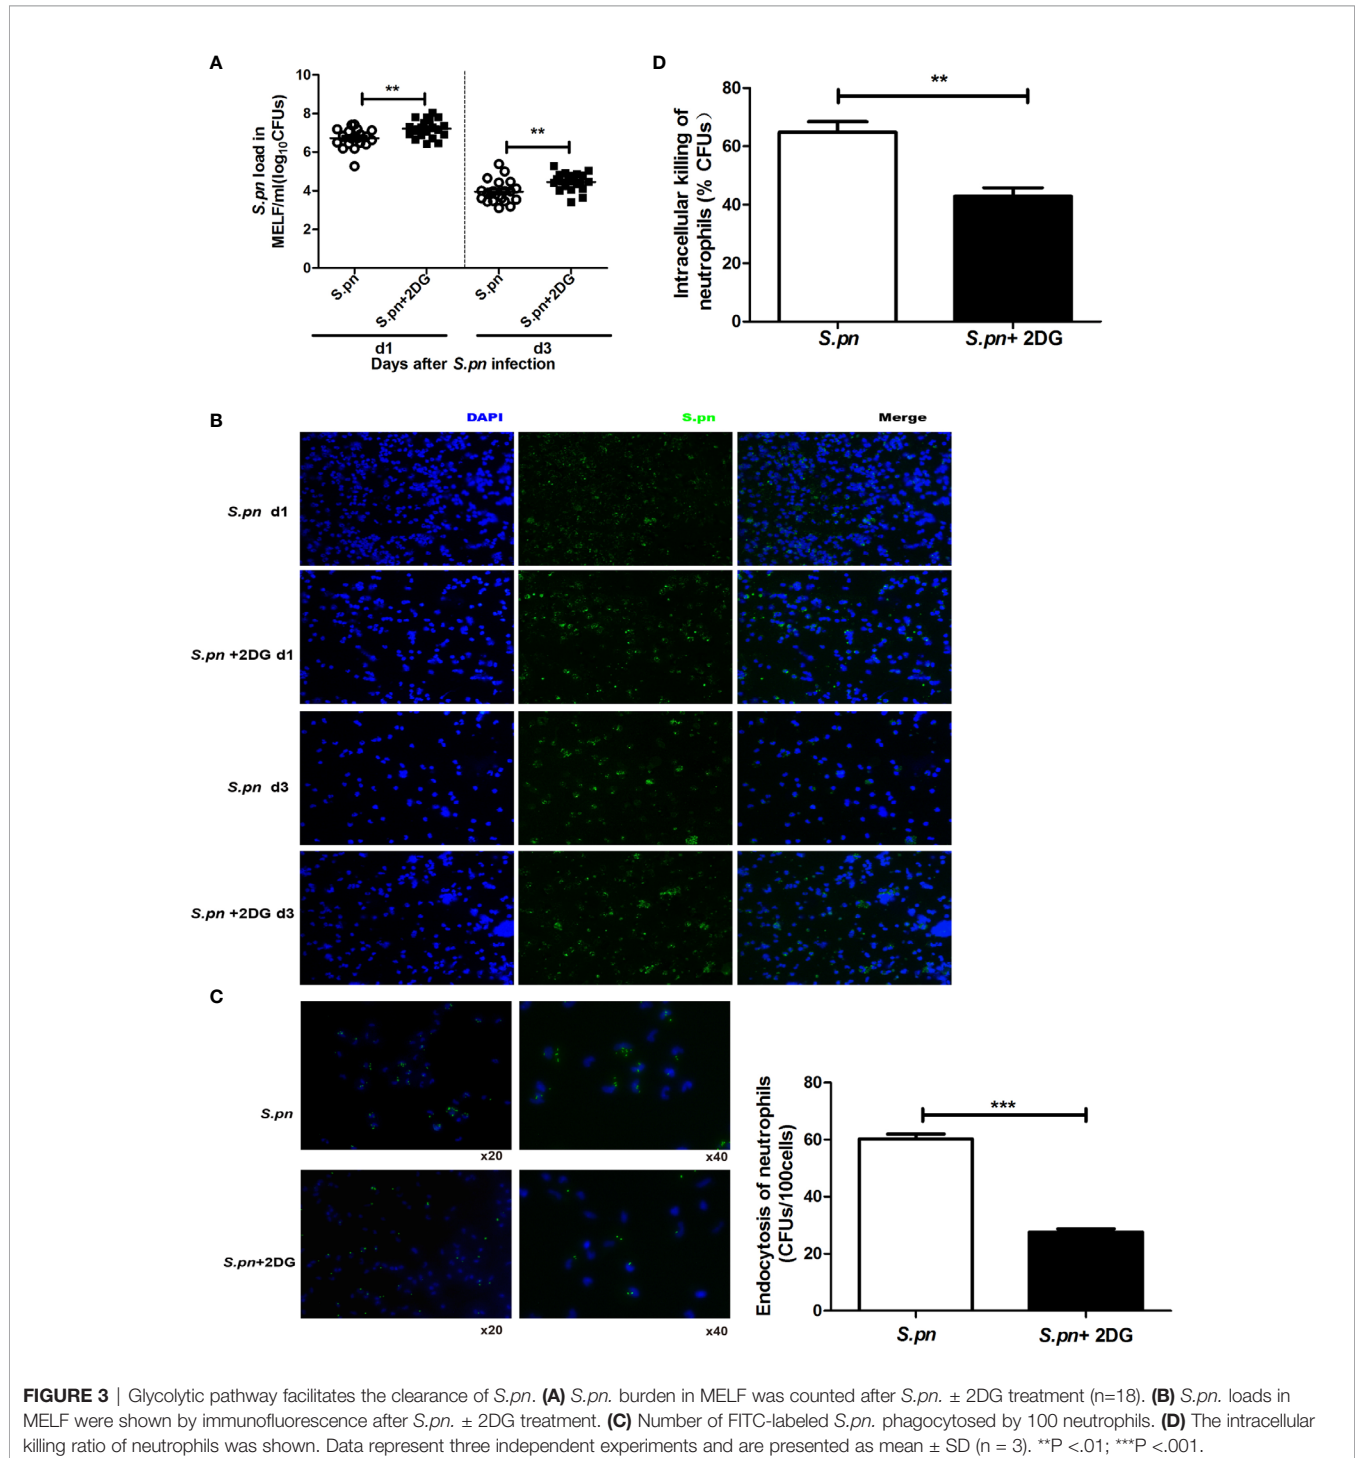 A
S.pn load in
MELF/ml(log10CFUs)
10
8
6
4
2
0
**
**
S.pn
S.pn+2DG
S.pn
S.pn+2DG
d1
d3
Days after S.pn infection
D
Intracellular killing of
neutrophils (% CFUs)
80
60
40
20
0
**
S.pn
S.pn+ 2DG
B
DAPI
S.pn
Merge
S.pn d1
S.pn +2DG d1
S.pn d3
S.pn +2DG d3
C
S.pn
x20
x40
S.pn+2DG
x20
x40
Endocytosis of neutrophils
(CFUs/100cells)
80
60
40
20
0
***
S.pn
S.pn+ 2DG
FIGURE 3 | Glycolytic pathway facilitates the clearance of S.pn. (A) S.pn. burden in MELF was counted after S.pn. ± 2DG treatment (n=18). (B) S.pn. loads in
MELF were shown by immunofluorescence after S.pn. ± 2DG treatment. (C) Number of FITC-labeled S.pn. phagocytosed by 100 neutrophils. (D) The intracellular
killing ratio of neutrophils was shown. Data represent three independent experiments and are presented as mean ± SD (n = 3). **P <.01; ***P <.001.